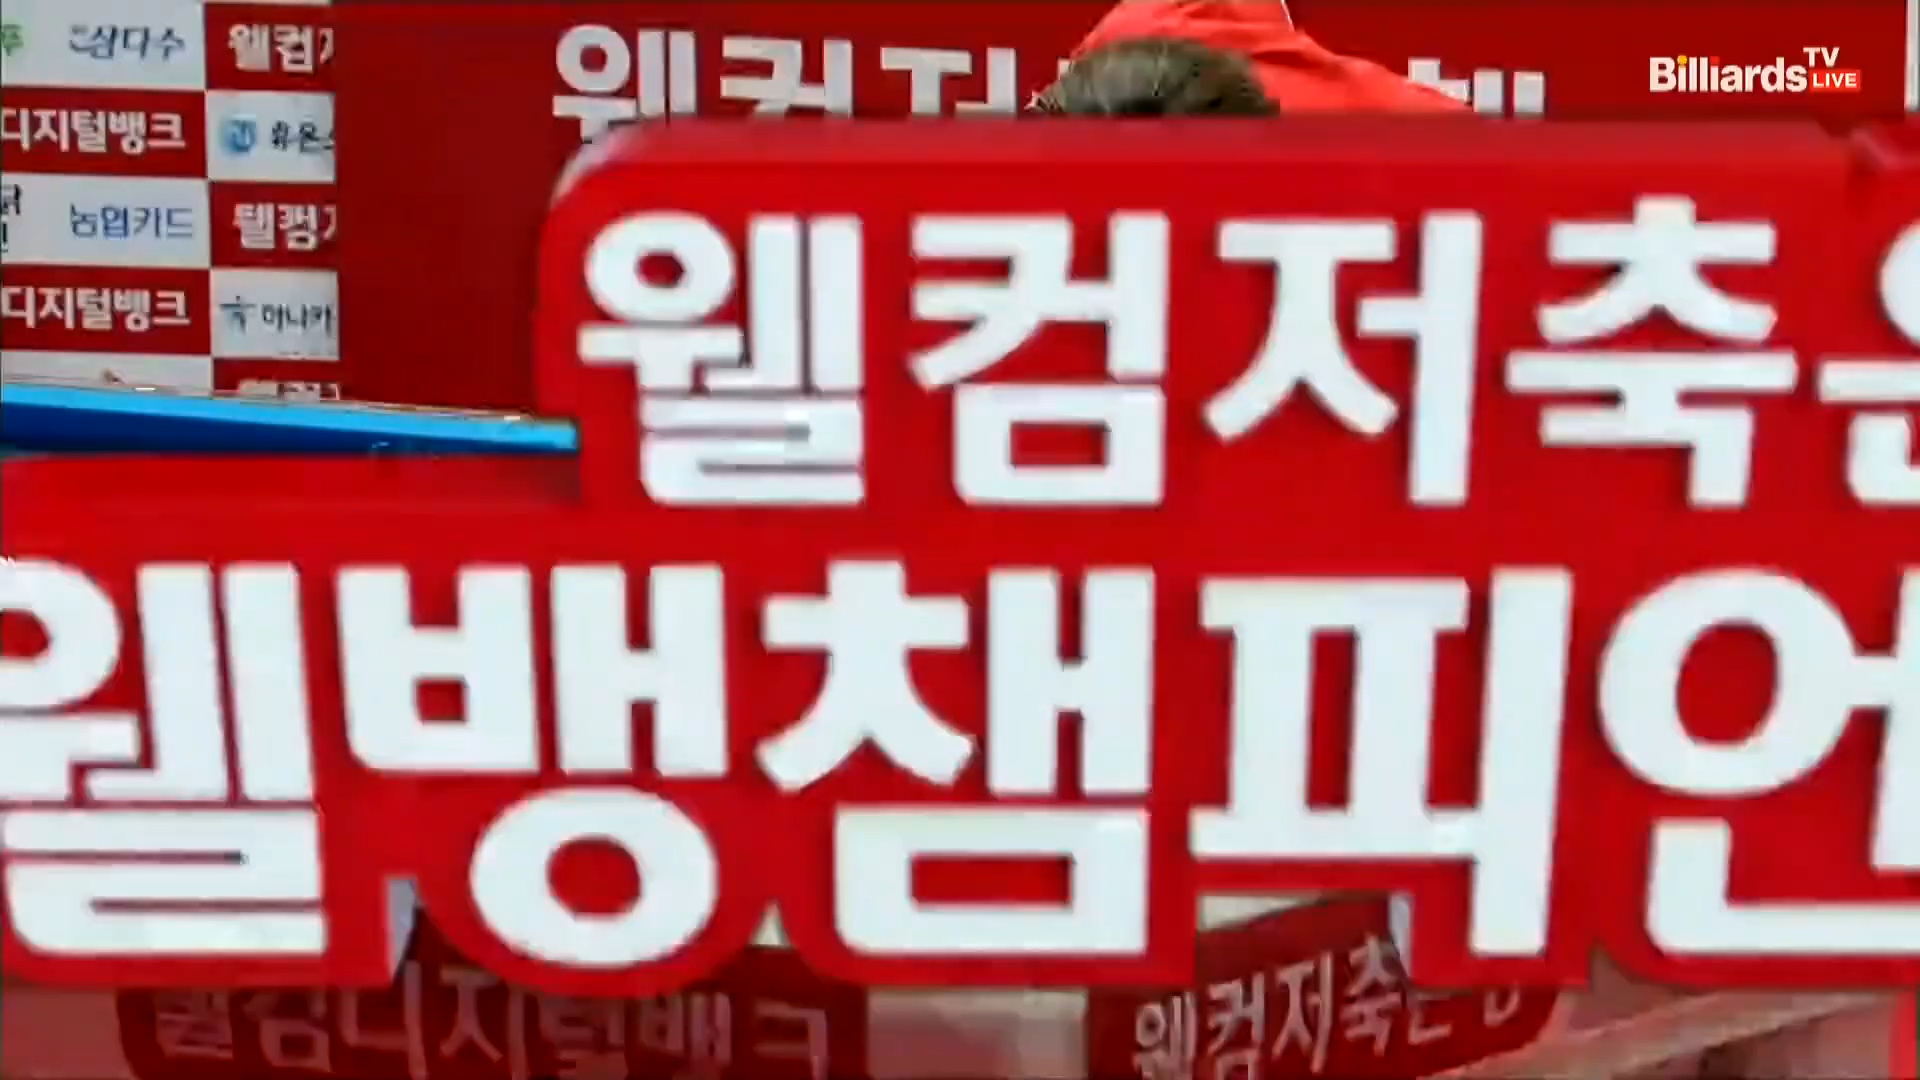 삼다수
웰컴저
BilliardsTV
LIVE
디지털뱅크
휴온스
농협카드
웰컴저
디지털뱅크
하나카
웰컴저축은
웰뱅챔피언
웰컴디지털뱅크
웰컴저축은